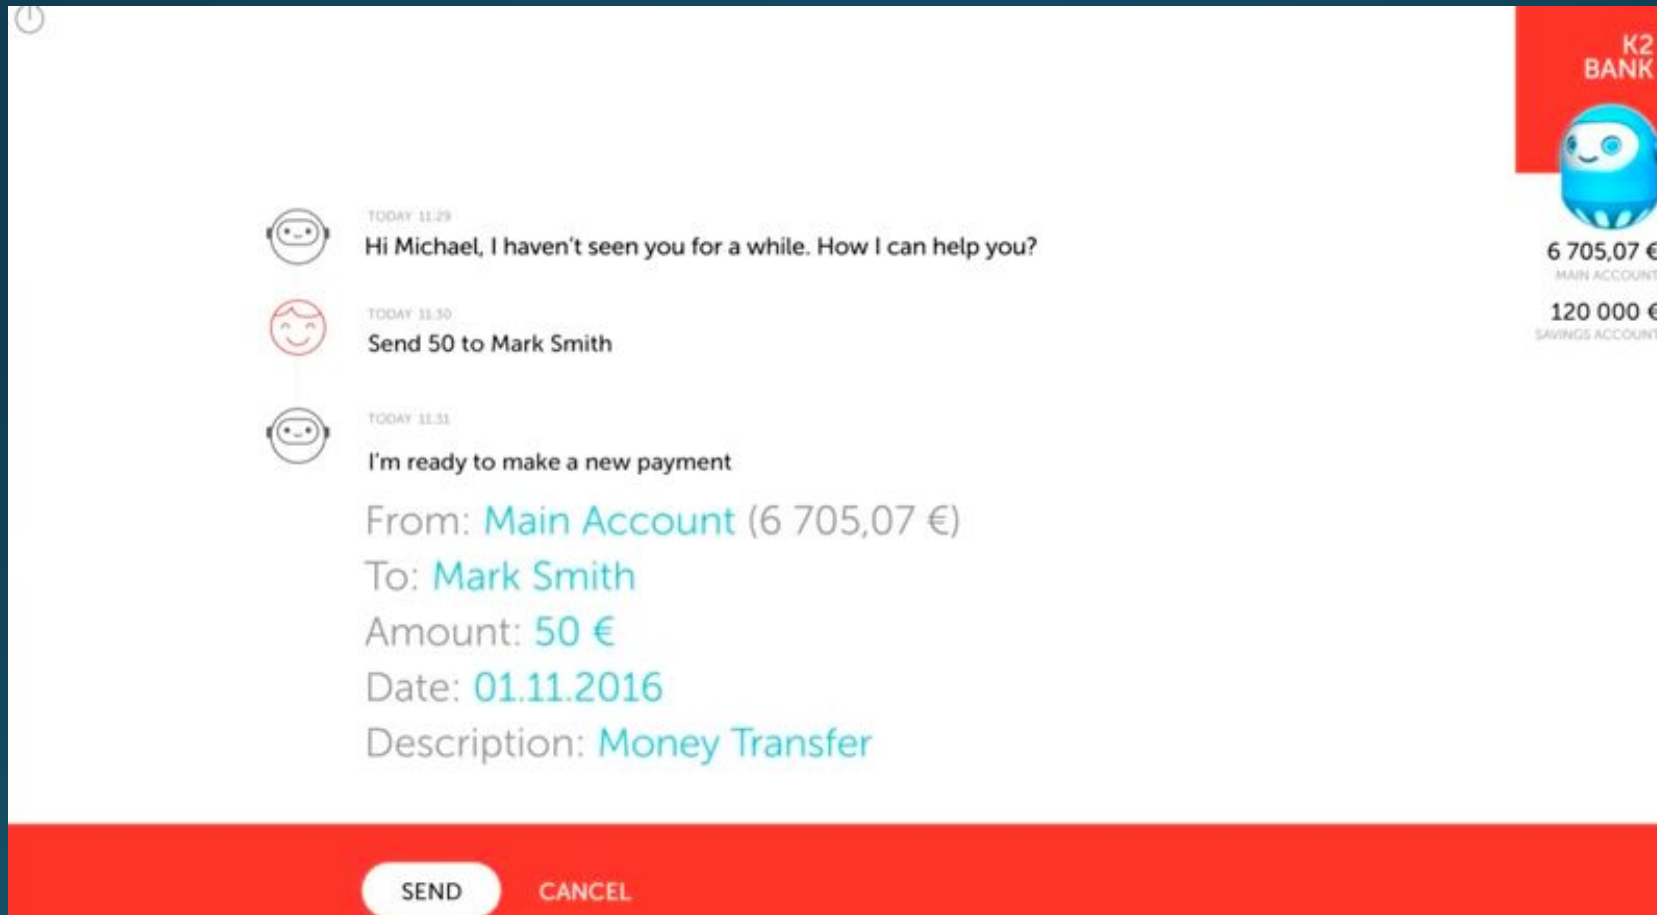 K2
BANK
6 705,07 €
MAIN ACCOUNT
120 000 €
SAVINGS ACCOUNT
TODAY 11.29
Hi Michael, I haven't seen you for a while. How I can help you?
TODAY 11.30
Send 50 to Mark Smith
TODAY 11.31
I'm ready to make a new payment
From: Main Account (6 705,07 €)
To: Mark Smith
Amount: 50 €
Date: 01.11.2016
Description: Money Transfer
SEND CANCEL